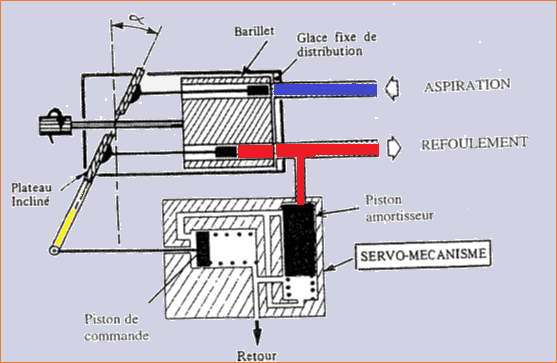 α
Barillet
Glace fixe de
distribution
ASPIRATION
REFOULEMENT
Plateau
Incliné
Piston
amortisseur
SERVO-MECANISME
Piston de
commande
Retour